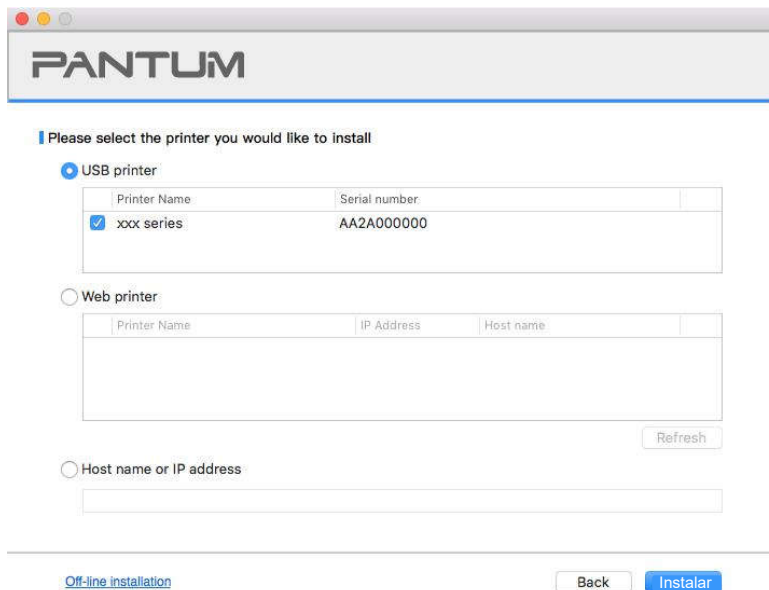 PANTUM
Please select the printer you would like to install
USB printer
Printer Name Serial number
xxx series AA2A000000
Web printer
Printer Name IP Address Host name
Refresh
Host name or IP address
Off-line installation Back Instalar